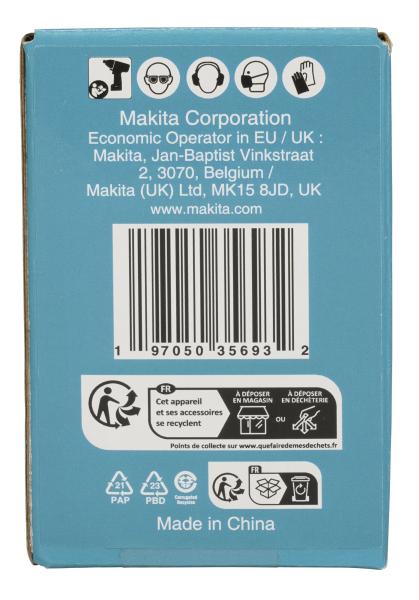 Makita Corporation
Economic Operator in EU / UK :
Makita, Jan-Baptist Vinkstraat
2, 3070, Belgium /
Makita (UK) Ltd, MK15 8JD, UK
www.makita.com
1 97050 35693 2
FR
Cet appareil
et ses accessoires
se recyclent
À DÉPOSER
EN MAGASIN
OU
À DÉPOSER
EN DÉCHÈTERIE
Points de collecte sur www.quefairedemesdechets.fr
21
PAP
23
PBD
Corrugated
Recycles
FR
Made in China